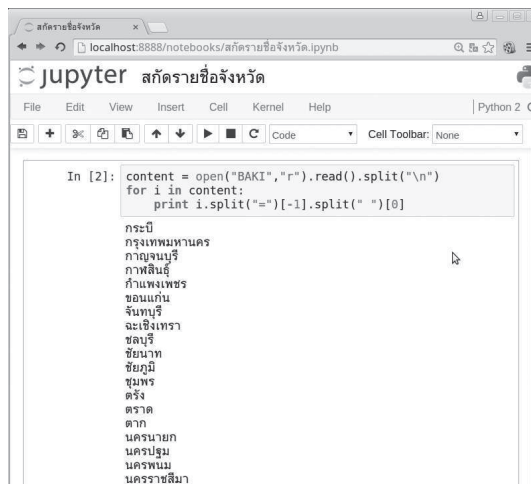 สกัดรายชื่อจังหวัด
localhost:8888/notebooks/สกัดรายชื่อจังหวัด.ipynb
jupyter สกัดรายชื่อจังหวัด
File Edit View Insert Cell Kernel Help Python 2
Code Cell Toolbar: None
In [2]: content = open("BAKI","r").read().split("\n")
for i in content:
    print i.split("=")[-1].split(" ")[0]
กระบี่
กรุงเทพมหานคร
กาญจนบุรี
กาฬสินธุ์
กำแพงเพชร
ขอนแก่น
จันทบุรี
ฉะเชิงเทรา
ชลบุรี
ชัยนาท
ชัยภูมิ
ชุมพร
ตรัง
ตราด
ตาก
นครนายก
นครปฐม
นครพนม
นครราชสีมา